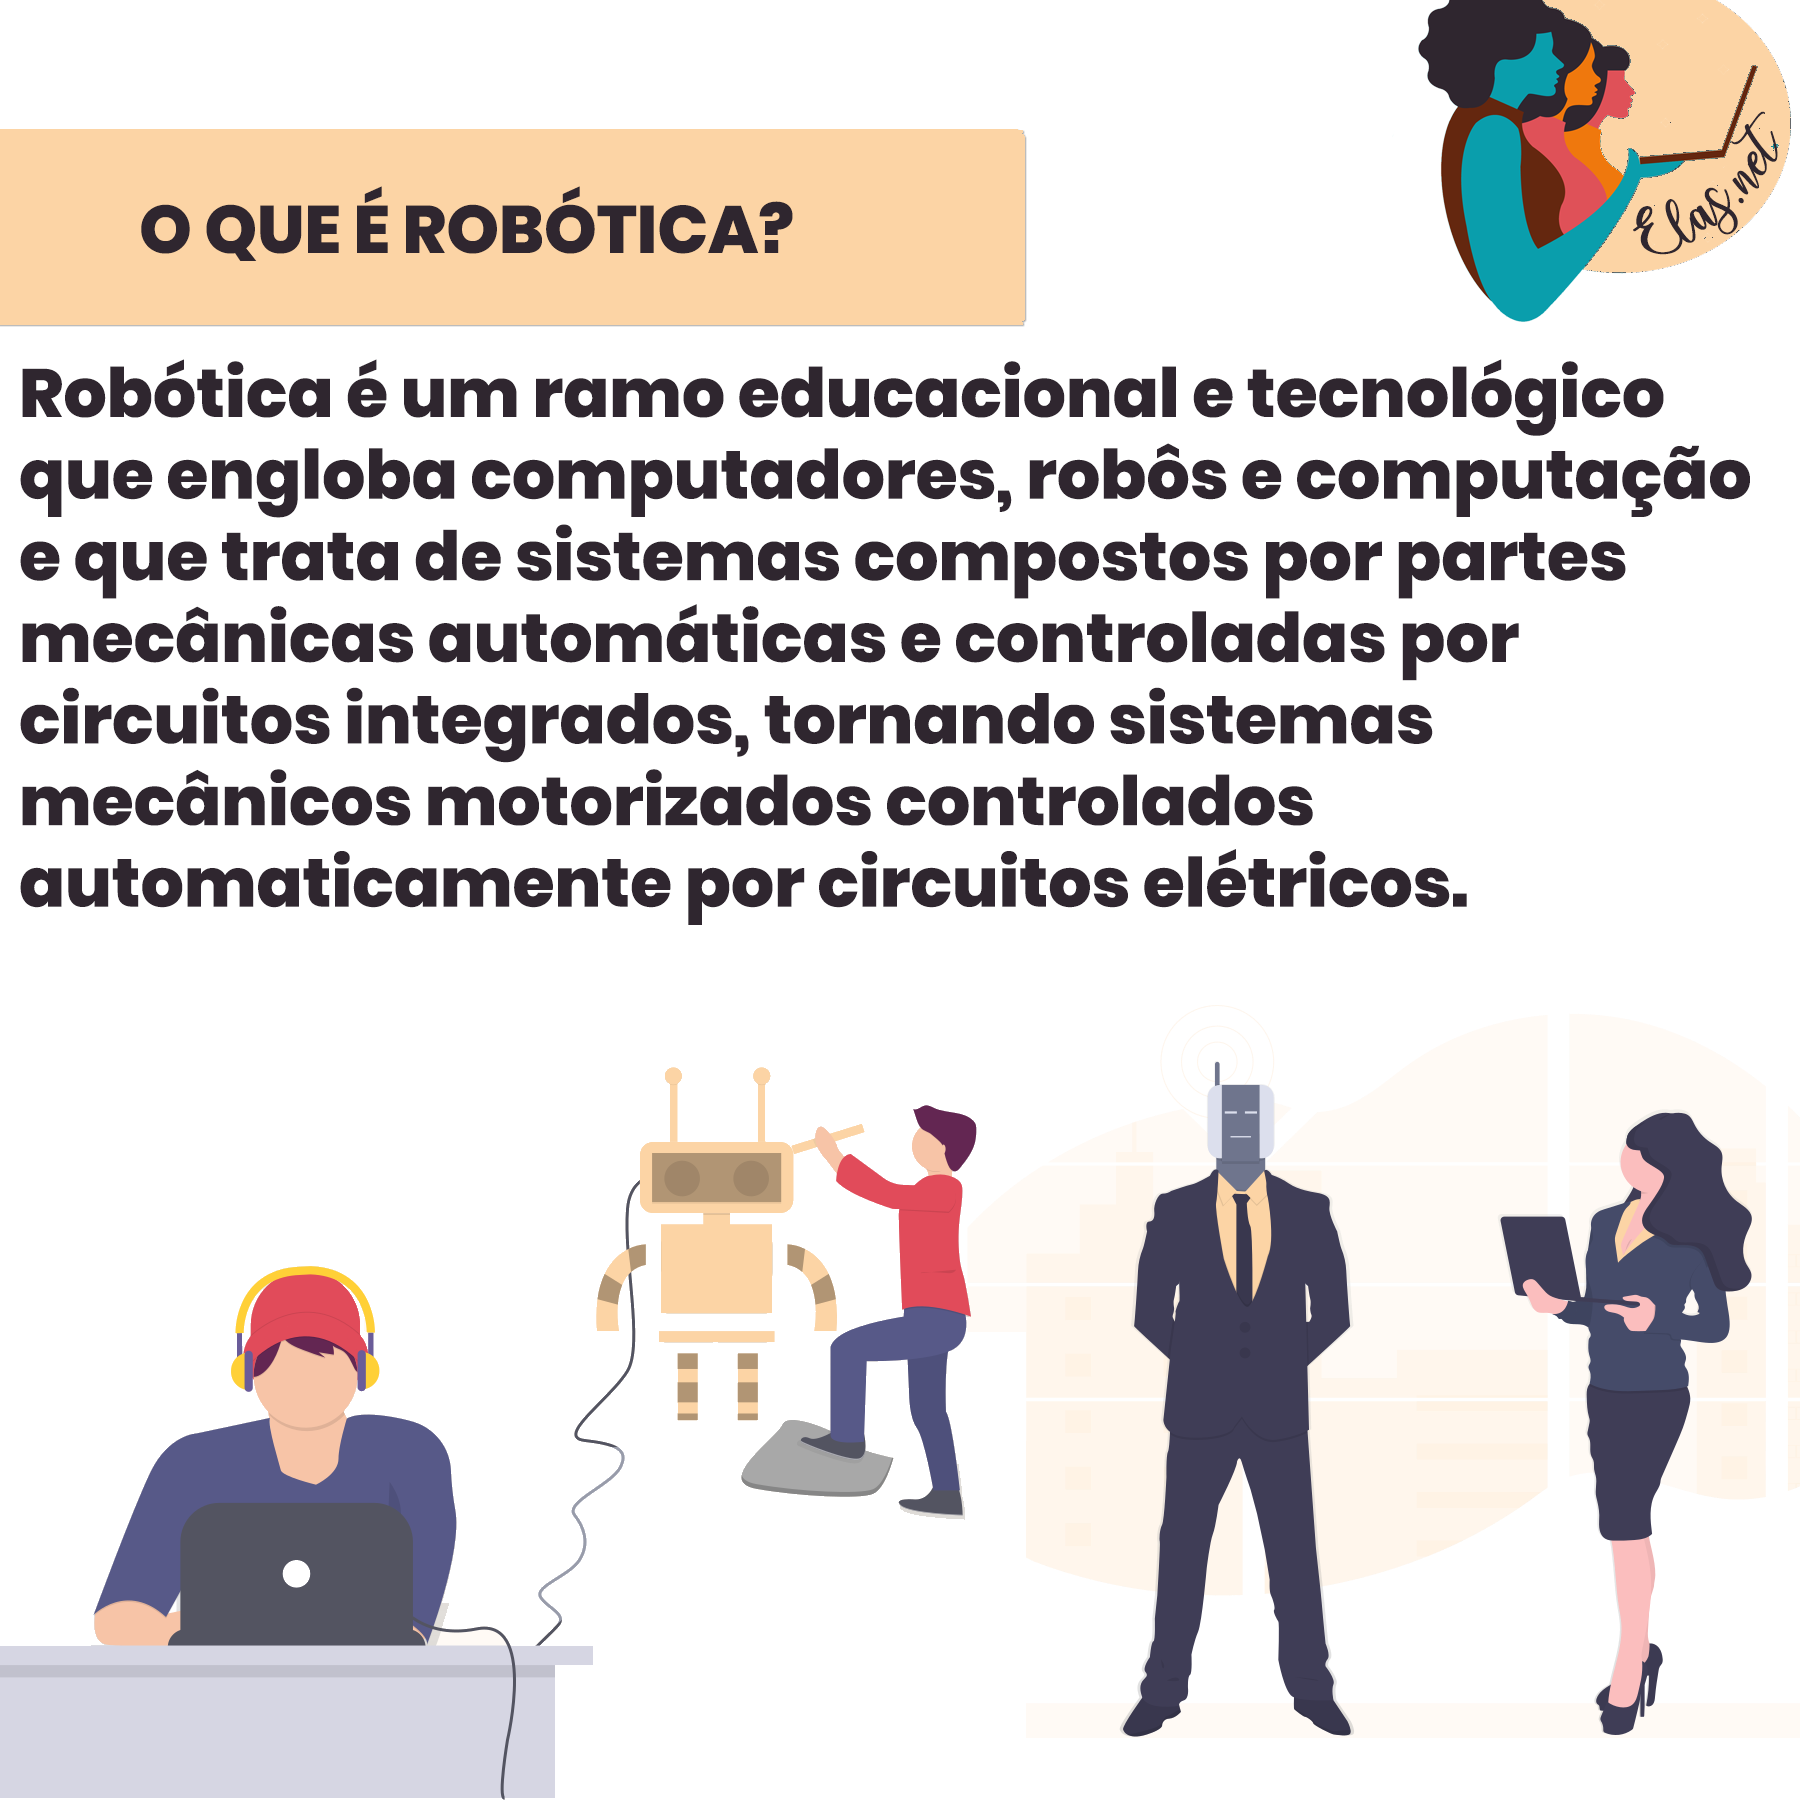 Elas.net
O QUE É ROBÓTICA?
Robótica é um ramo educacional e tecnológico
que engloba computadores, robôs e computação
e que trata de sistemas compostos por partes
mecânicas automáticas e controladas por
circuitos integrados, tornando sistemas
mecânicos motorizados controlados
automaticamente por circuitos elétricos.